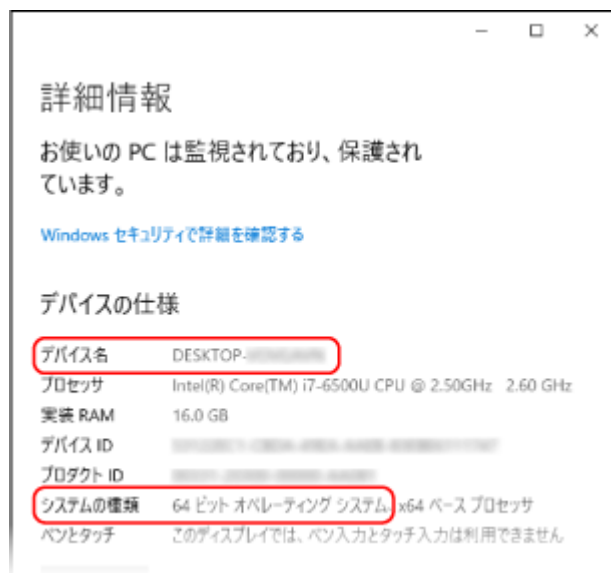 詳細情報
お使いの PC は監視されており、保護され
ています。
Windows セキュリティで詳細を確認する
デバイスの仕様
デバイス名 DESKTOP-
プロセッサ Intel(R) Core(TM) i7-6500U CPU @ 2.50GHz 2.60 GHz
実装 RAM 16.0 GB
デバイス ID
プロダクト ID
システムの種類 64 ビット オペレーティング システム、x64 ベース プロセッサ
ペンとタッチ このディスプレイでは、ペン入力とタッチ入力は利用できません